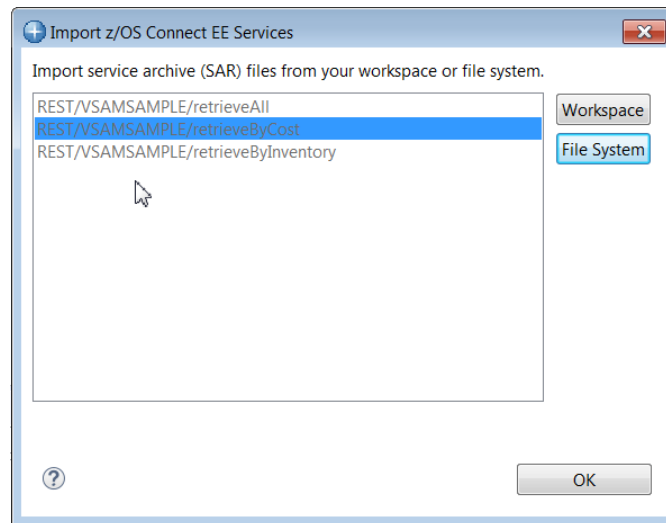 Import z/OS Connect EE Services
Import service archive (SAR) files from your workspace or file system.
REST/VSAMSAMPLE/retrieveAll
Workspace
REST/VSAMSAMPLE/retrieveByCost
REST/VSAMSAMPLE/retrieveByInventory
File System
?
OK